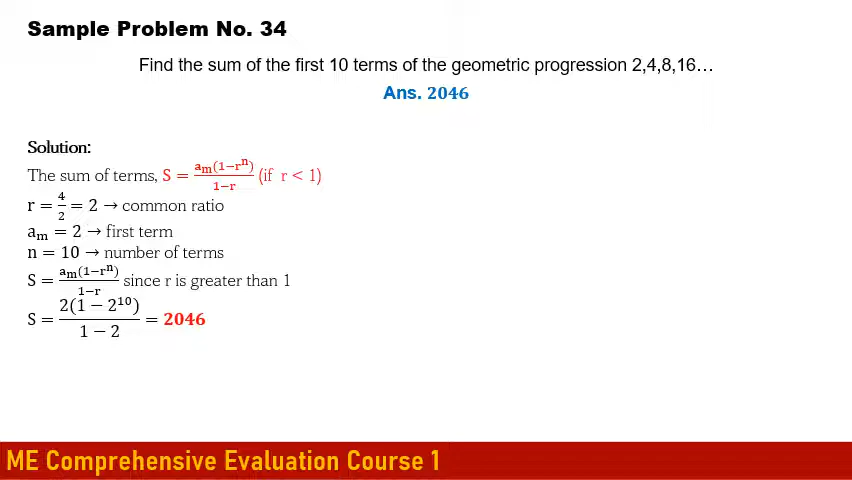 Sample Problem No. 34
Find the sum of the first 10 terms of the geometric progression 2,4,8,16…
Ans. 2046
Solution:
The sum of terms, S = aₘ(1−rⁿ)/1−r (if r < 1)
r = 4/2 = 2 → common ratio
aₘ = 2 → first term
n = 10 → number of terms
S = aₘ(1−rⁿ)/1−r since r is greater than 1
S = 2(1 − 2¹⁰)/1 − 2 = 2046
ME Comprehensive Evaluation Course 1